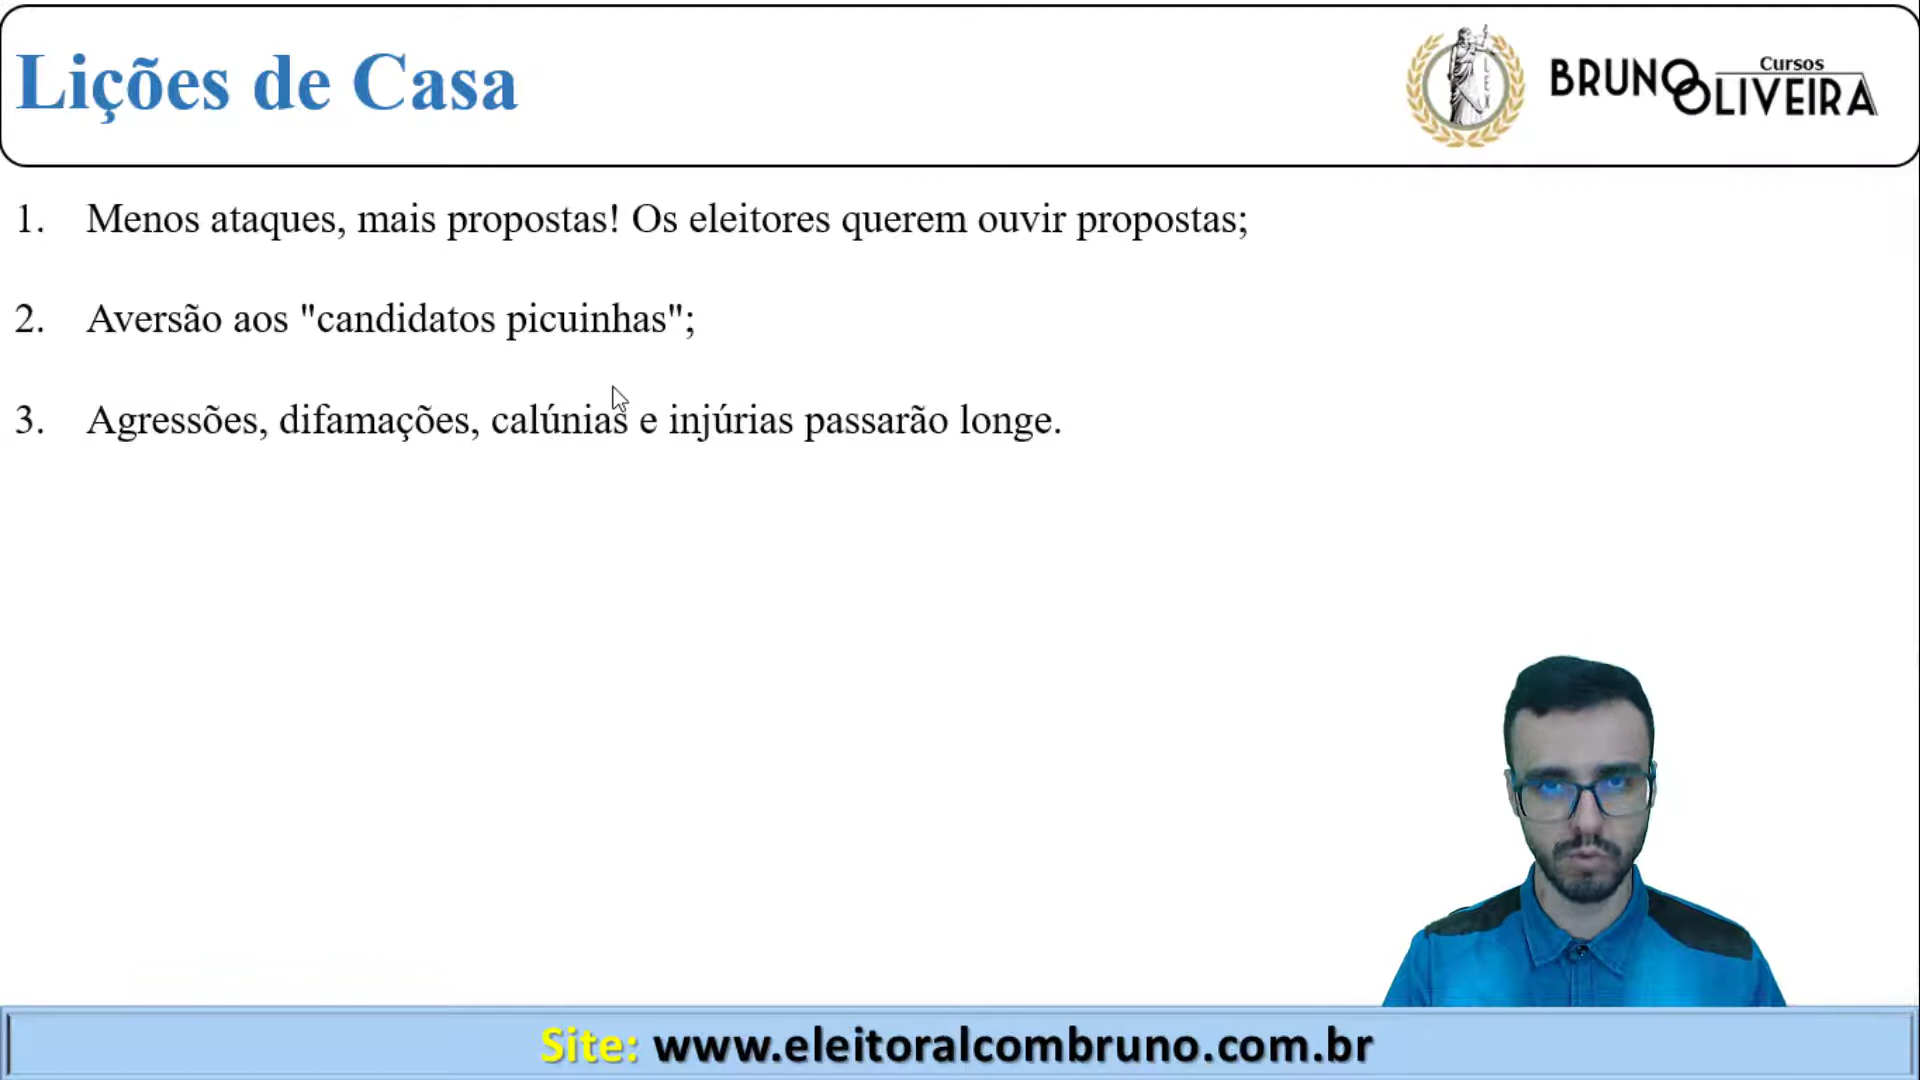 Lições de Casa
LEX
Cursos
BRUNO OLIVEIRA
1. Menos ataques, mais propostas! Os eleitores querem ouvir propostas;
2. Aversão aos "candidatos picuinhas";
3. Agressões, difamações, calúnias e injúrias passarão longe.
Site: www.eleitoralcombruno.com.br